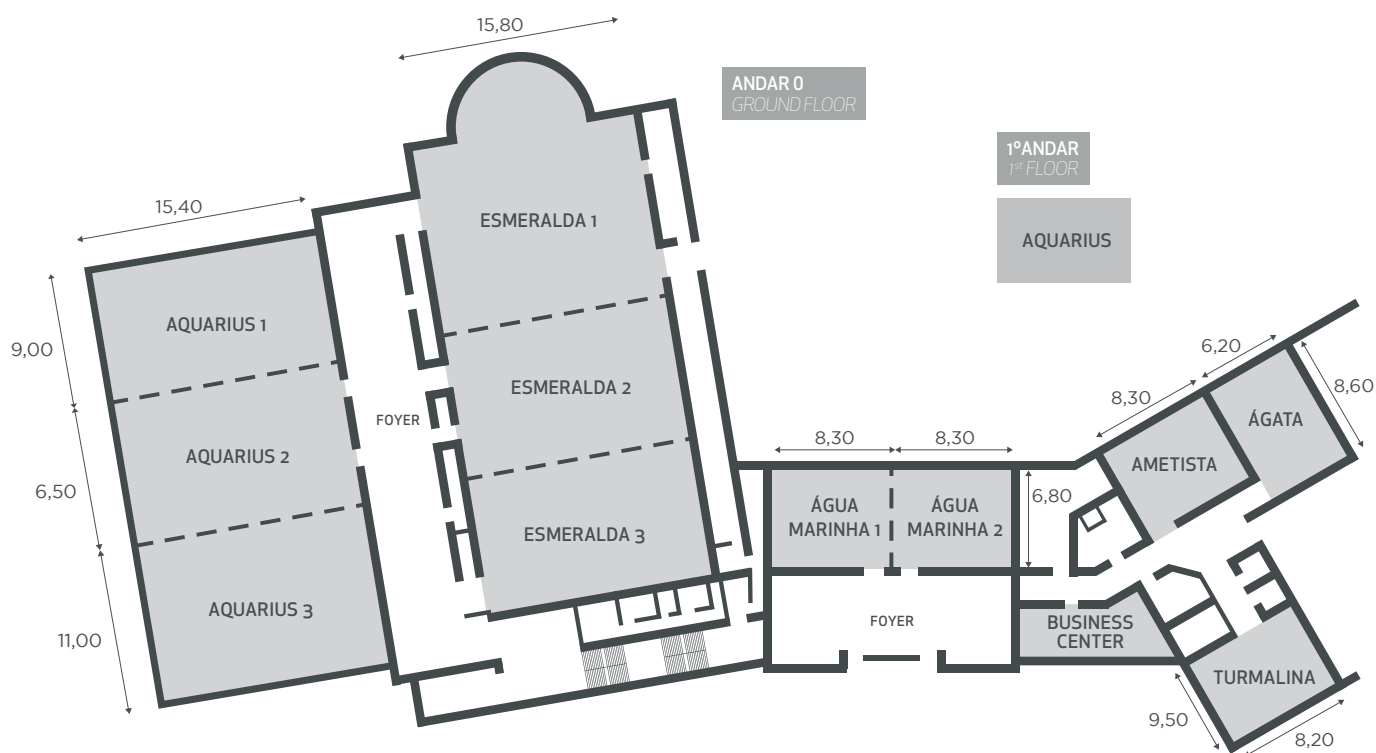 15,80
ANDAR 0
GROUND FLOOR
1ºANDAR
1st FLOOR
AQUARIUS
15,40
ESMERALDA 1
AQUARIUS 1
9,00
6,20
8,60
8,30
ESMERALDA 2
FOYER
ÁGATA
AQUARIUS 2
8,30
8,30
AMETISTA
6,50
6,80
ÁGUA
MARINHA 1
ÁGUA
MARINHA 2
ESMERALDA 3
AQUARIUS 3
11,00
FOYER
BUSINESS
CENTER
TURMALINA
9,50
8,20